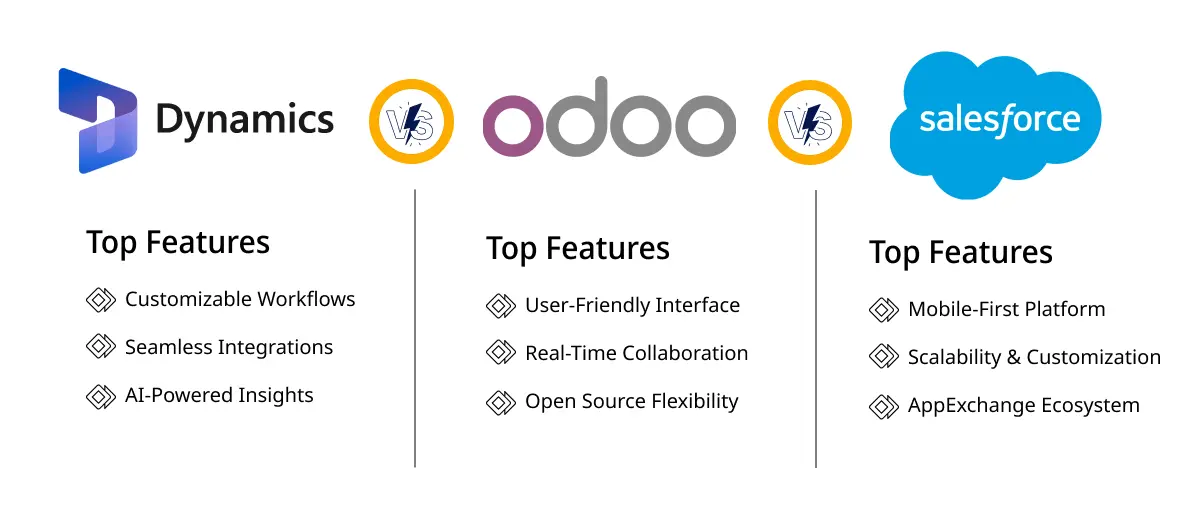 Dynamics
VS
odoo
VS
salesforce
Top Features
Customizable Workflows
Seamless Integrations
AI-Powered Insights
Top Features
User-Friendly Interface
Real-Time Collaboration
Open Source Flexibility
Top Features
Mobile-First Platform
Scalability & Customization
AppExchange Ecosystem